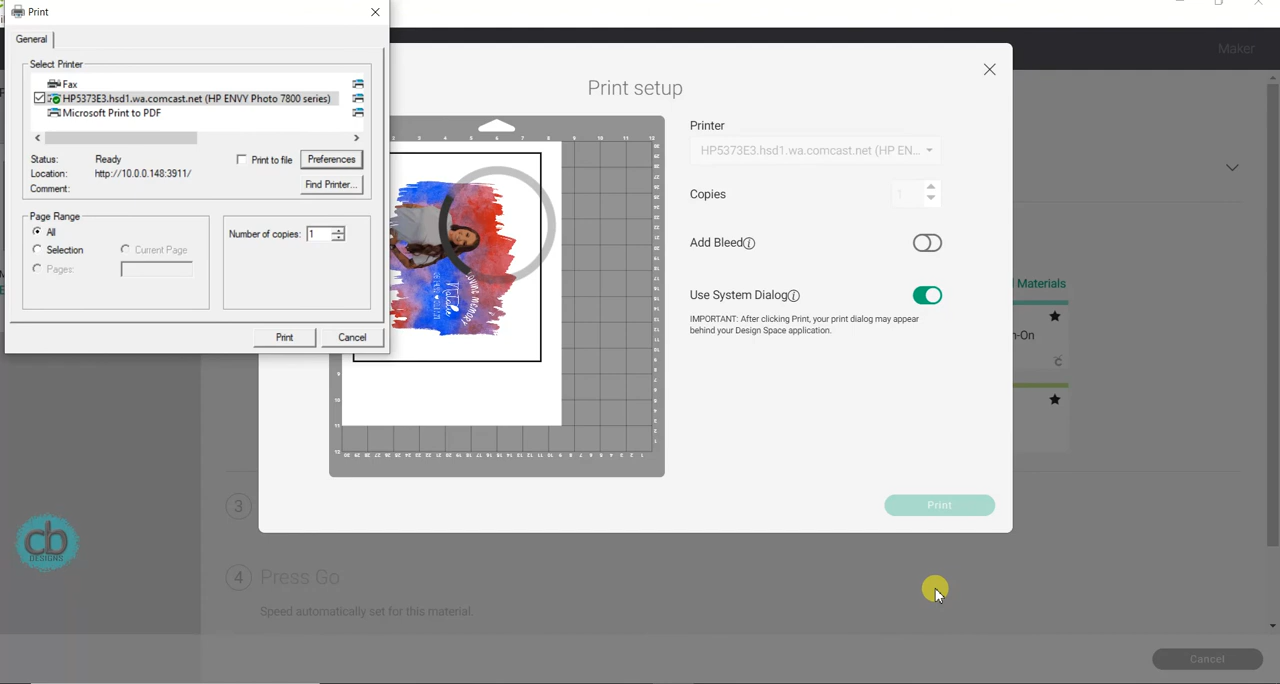 Print
General
Select Printer
Fax
HP5373E3.hsd1.wa.comcast.net (HP ENVY Photo 7800 series)
Microsoft Print to PDF
Status: Ready
Location: http://10.0.0.148:3911/
Comment:
Print to file
Preferences
Find Printer...
Page Range
All
Selection
Current Page
Pages:
Number of copies: 1
Print
Cancel
Maker
Print setup
Printer
HP5373E3.hsd1.wa.comcast.net (HP EN...
Copies
1
Add Bleed
Use System Dialog
IMPORTANT: After clicking Print, your print dialog may appear
behind your Design Space application.
Print
Materials
n-On
3
4 Press Go
Speed automatically set for this material.
Cancel
cb
DESIGNS